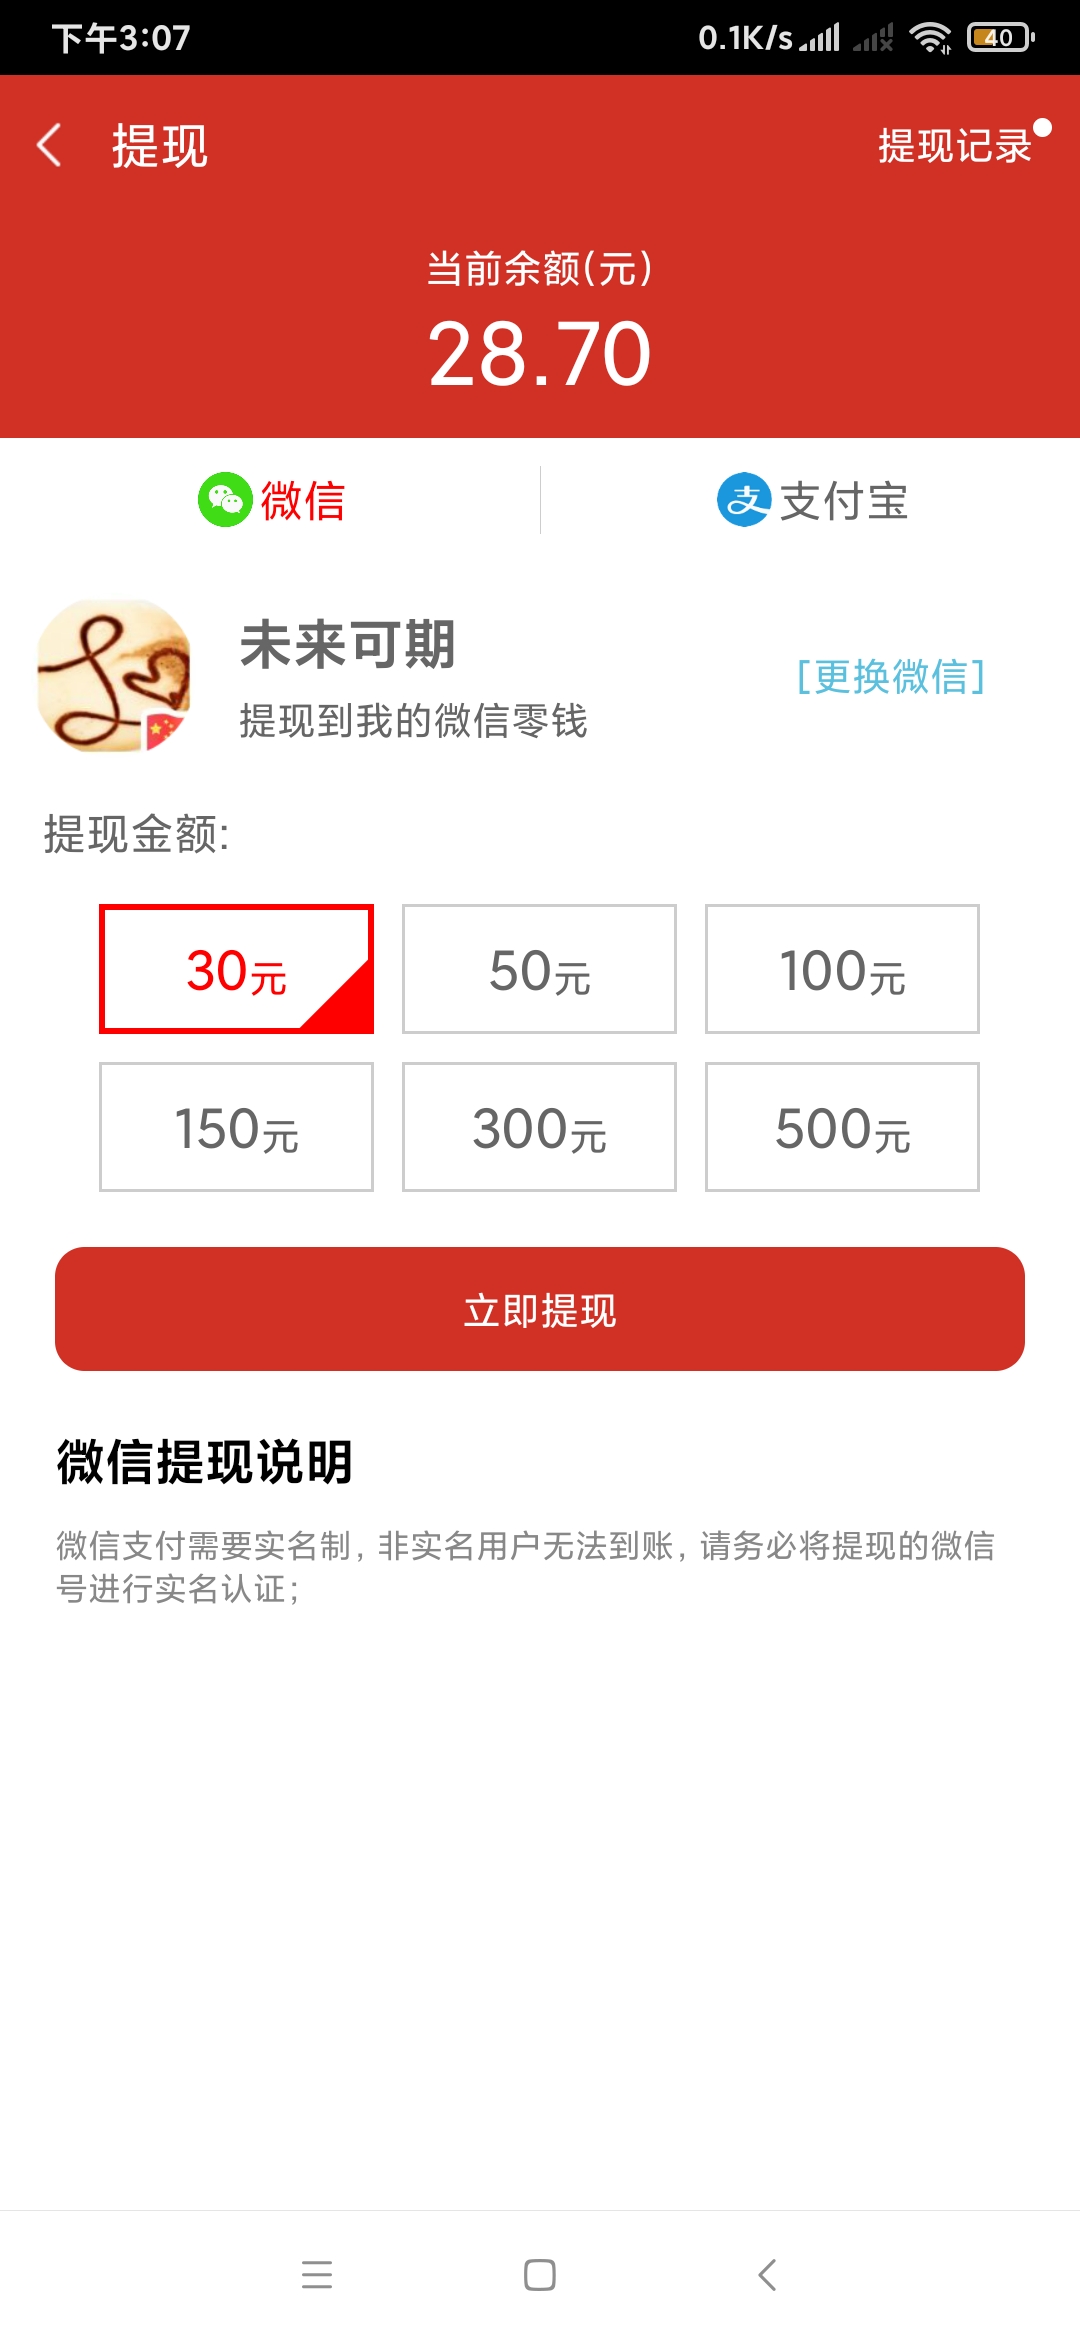 下午3:07
0.1K/s
40
提现
提现记录
当前余额(元)
28.70
微信
支付宝
未来可期
[更换微信]
提现到我的微信零钱
提现金额:
30元
50元
100元
150元
300元
500元
立即提现
微信提现说明
微信支付需要实名制, 非实名用户无法到账, 请务必将提现的微信
号进行实名认证;